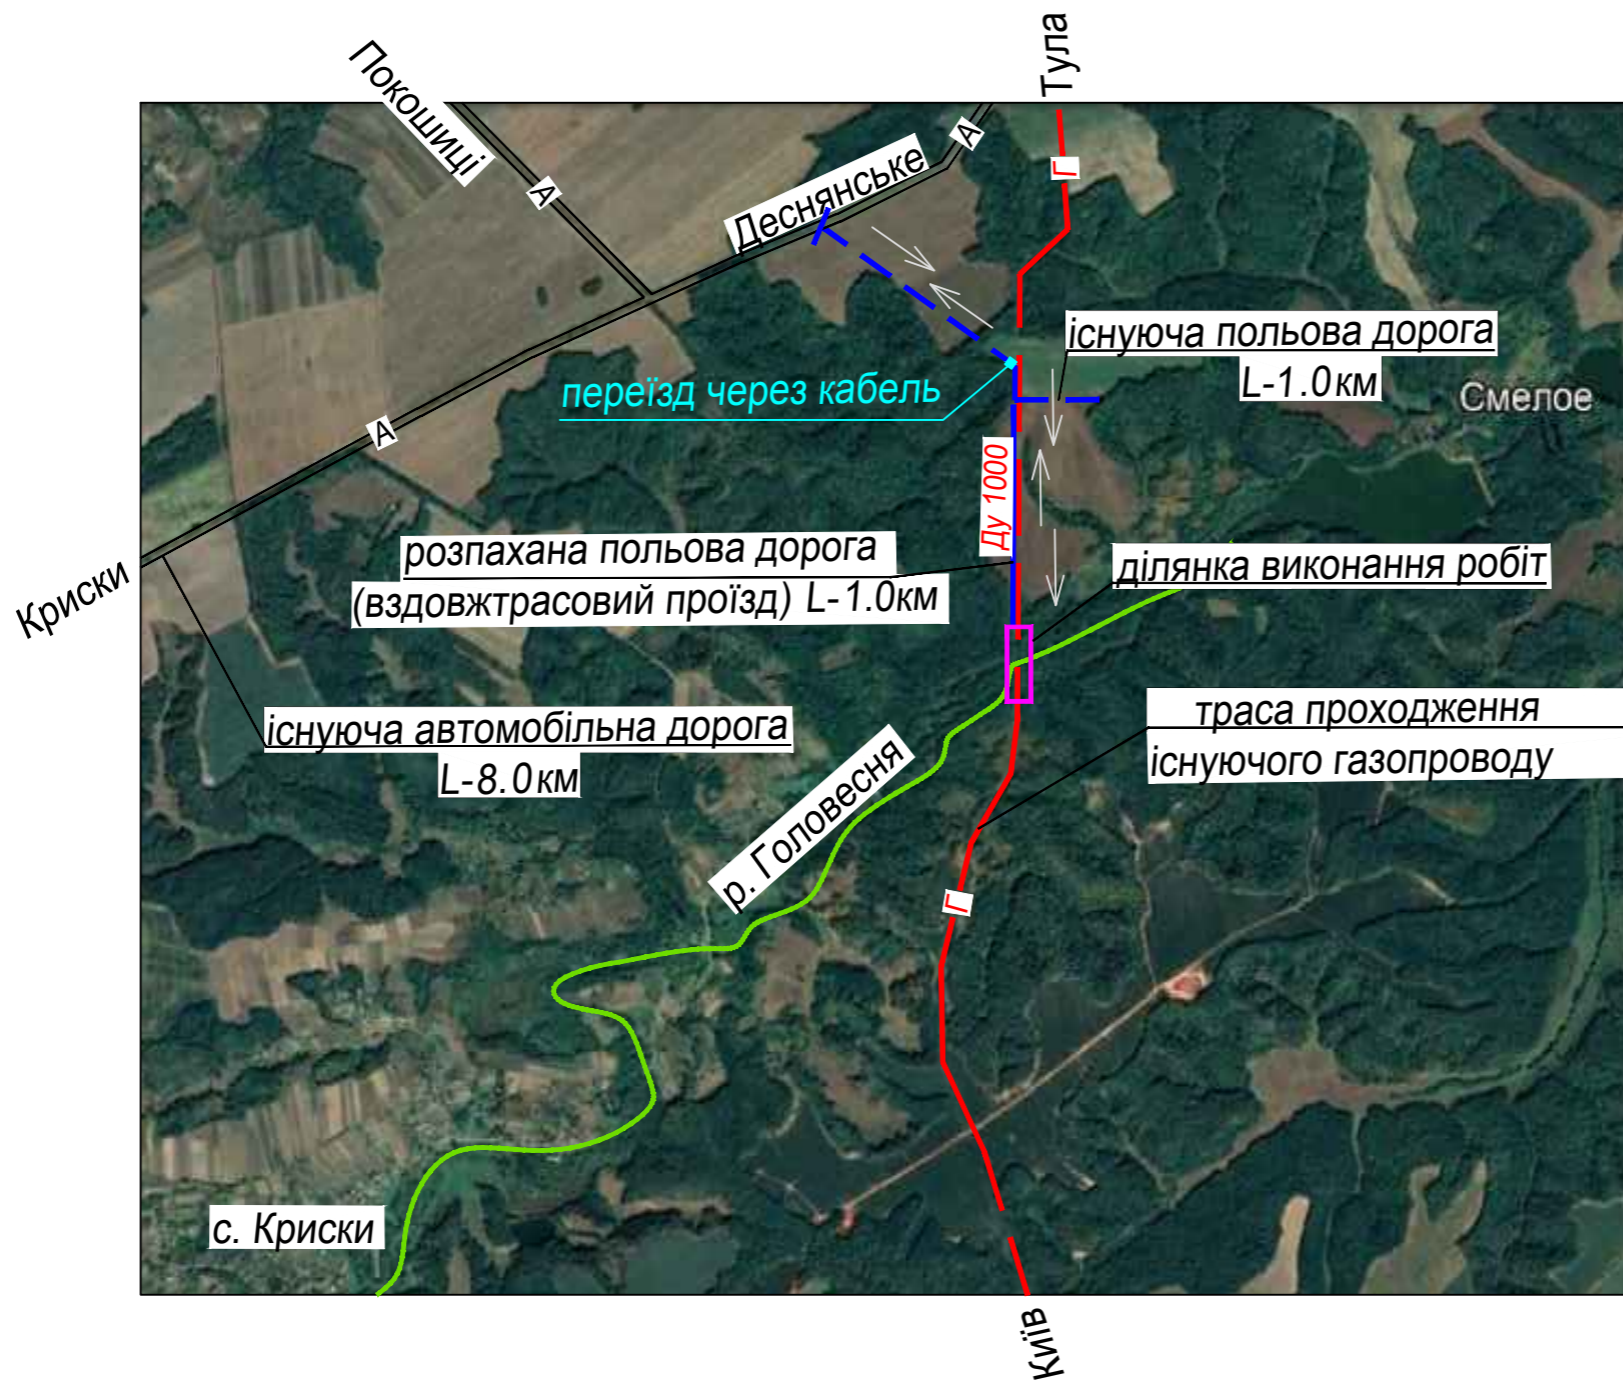 Тула
Покошиці
А
Г
А
Деснянське
існуюча польова дорога
L-1.0км
переїзд через кабель
Смелое
А
Ду 1000
розпахана польова дорога
(вздовжтрасовий проїзд) L-1.0км
ділянка виконання робіт
Криски
існуюча автомобільна дорога
L-8.0км
траса проходження
існуючого газопроводу
р. Головесня
Г
с. Криски
Київ